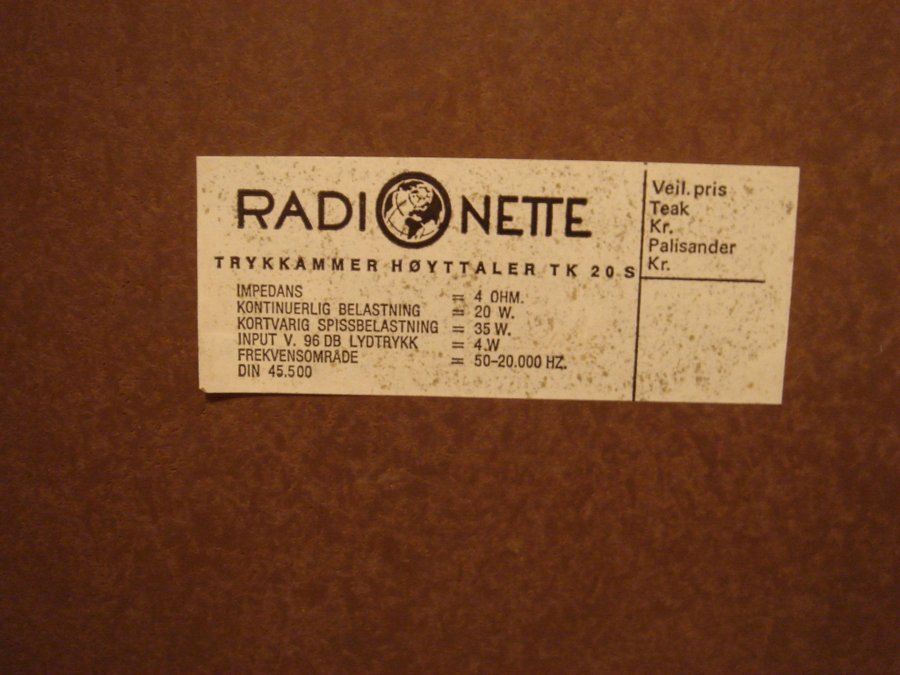 RADIONETTE
TRYKKAMMER HØYTTALER TK 20 S
IMPEDANS = 4 OHM.
KONTINUERLIG BELASTNING = 20 W.
KORTVARIG SPISSBELASTNING = 35 W.
INPUT V. 96 DB LYDTRYKK = 4.W
FREKVENSOMRÅDE = 50-20.000 HZ.
DIN 45.500
Veil. pris
Teak
Kr.
Palisander
Kr.